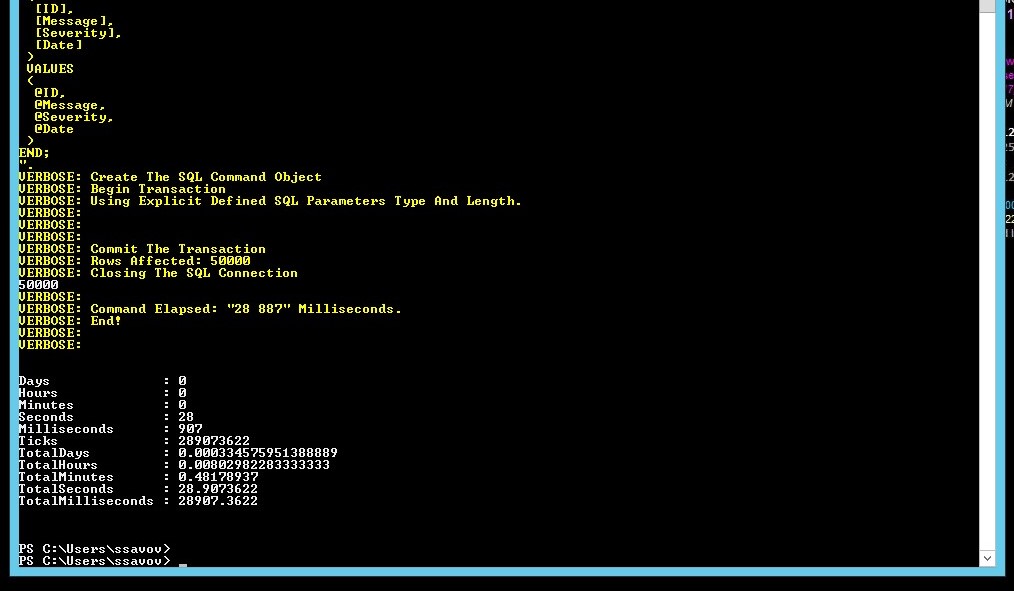 [ID],
[Message],
[Severity],
[Date]
)
VALUES
(
@ID,
@Message,
@Severity,
@Date
)
END;
".
VERBOSE: Create The SQL Command Object
VERBOSE: Begin Transaction
VERBOSE: Using Explicit Defined SQL Parameters Type And Length.
VERBOSE:
VERBOSE:
VERBOSE:
VERBOSE: Commit The Transaction
VERBOSE: Rows Affected: 50000
VERBOSE: Closing The SQL Connection
50000
VERBOSE:
VERBOSE: Command Elapsed: "28 887" Milliseconds.
VERBOSE: End!
VERBOSE:
VERBOSE:
Days : 0
Hours : 0
Minutes : 0
Seconds : 28
Milliseconds : 907
Ticks : 289073622
TotalDays : 0.000334575951388889
TotalHours : 0.00802982283333333
TotalMinutes : 0.48178937
TotalSeconds : 28.9073622
TotalMilliseconds : 28907.3622
PS C:\Users\ssavov>
PS C:\Users\ssavov> _